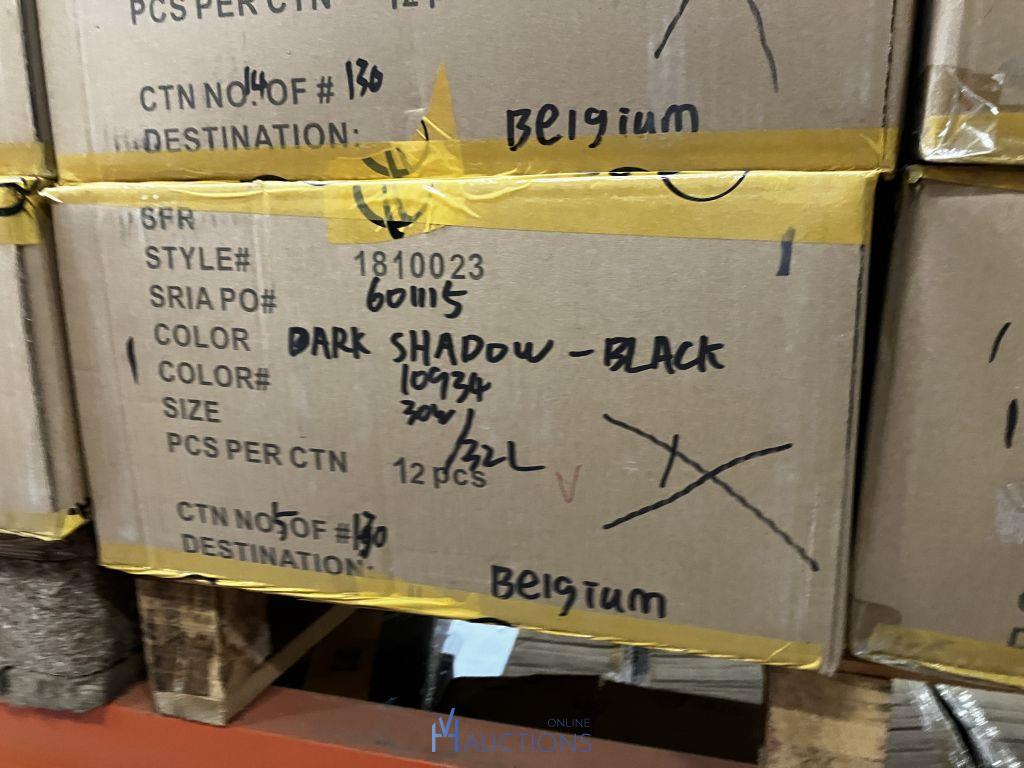 PCS PER CTN 12 p
CTN NO. 14 OF # 130
DESTINATION: Belgium
SFR
STYLE# 1810023
SRIA PO# 601115
COLOR DARK SHADOW - BLACK
COLOR# 10934
SIZE 30W/32L
PCS PER CTN 12 pcs
CTN NO 5 OF # 130
DESTINATION: Belgium
ONLINE
AUCTIONS